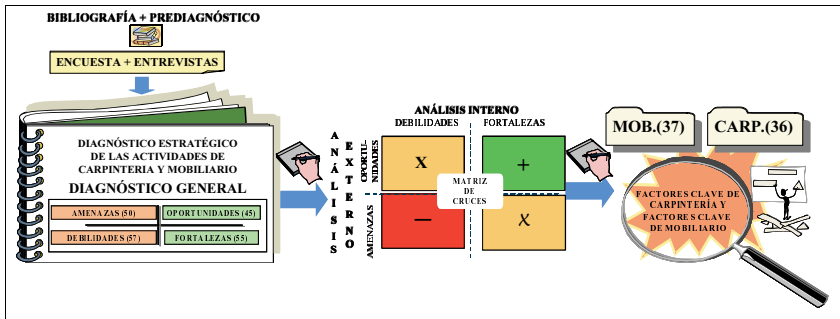 BIBLIOGRAFÍA + PREDIAGNÓSTICO
ENCUESTA + ENTREVISTAS
DIAGNÓSTICO ESTRATÉGICO
DE LAS ACTIVIDADES DE
CARPINTERIA Y MOBILIARIO
DIAGNÓSTICO GENERAL
AMENAZAS (50)
OPORTUNIDADES (45)
DEBILIDADES (57)
FORTALEZAS (55)
ANÁLISIS
EXTERNO
ANÁLISIS INTERNO
DEBILIDADES
FORTALEZAS
OPORTU-
NIDADES
AMENAZAS
X
+
MATRIZ
DE
CRUCES
—
X
MOB.(37)
CARP.(36)
FACTORES CLAVE DE
CARPINTERÍA Y
FACTORES CLAVE
DE MOBILIARIO